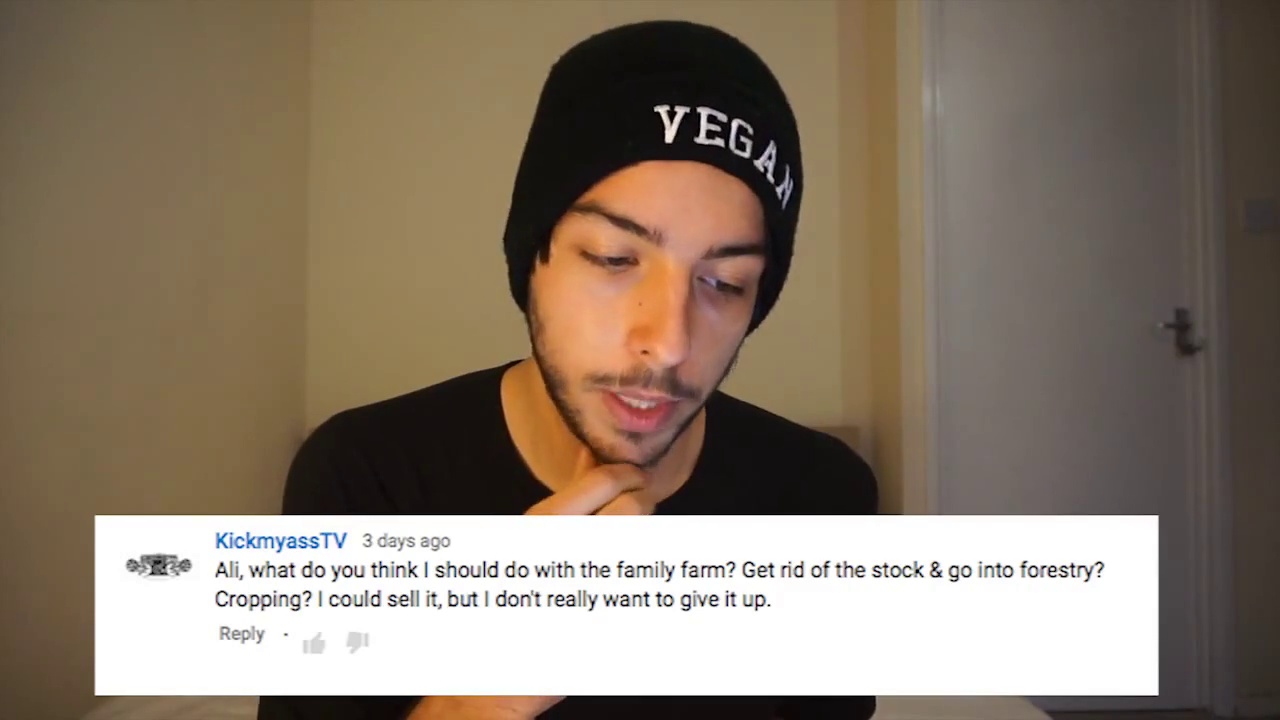 VEGAN
KickmyassTV 3 days ago
Ali, what do you think I should do with the family farm? Get rid of the stock & go into forestry?
Cropping? I could sell it, but I don't really want to give it up.
Reply ·